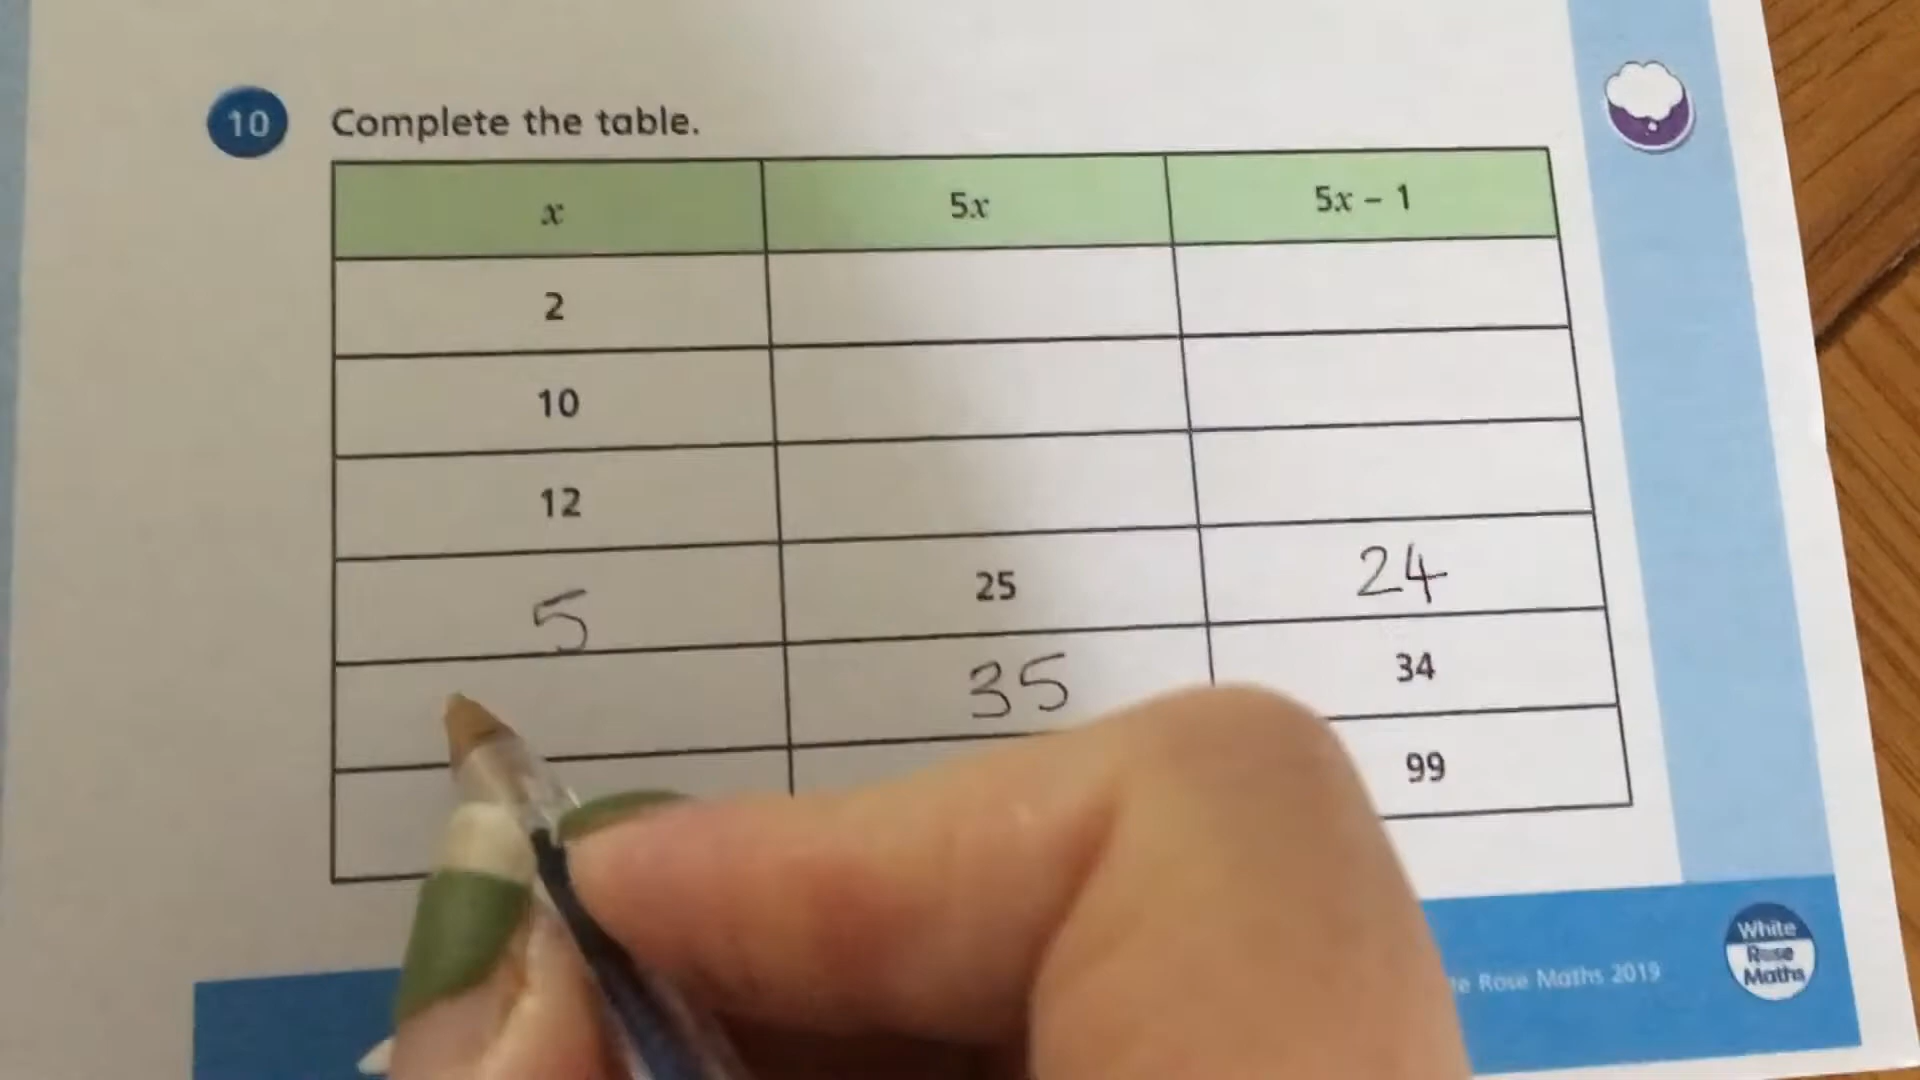 10 Complete the table.
x 5x 5x – 1
2
10
12
5 25 24
35 34
99
Rose Maths 2019
White
Rose
Maths